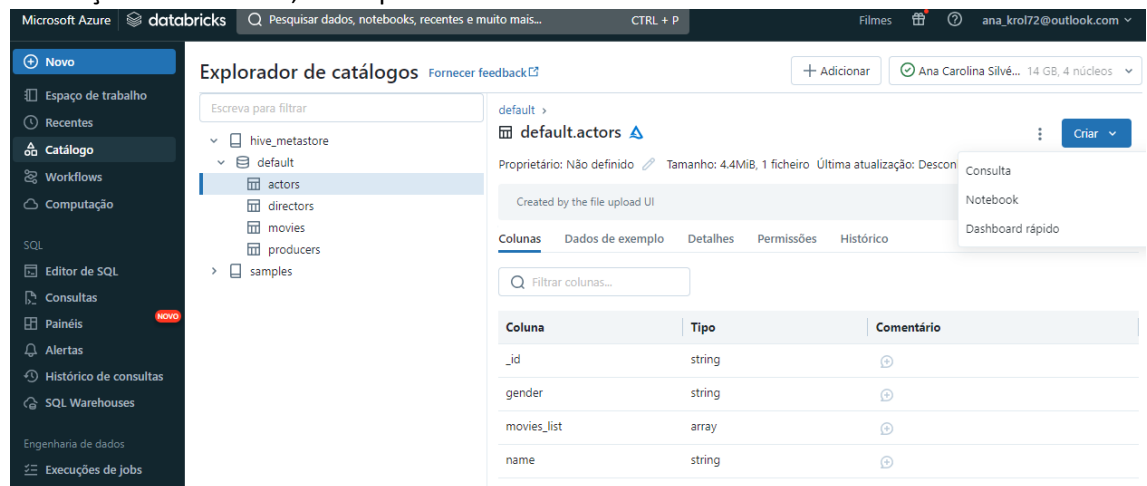 Microsoft Azure databricks Pesquisar dados, notebooks, recentes e muito mais... CTRL + P Filmes ana_krol72@outlook.com
Novo
Espaço de trabalho
Recentes
Catálogo
Workflows
Computação
SQL
Editor de SQL
Consultas
Painéis NOVO
Alertas
Histórico de consultas
SQL Warehouses
Engenharia de dados
Execuções de jobs
Explorador de catálogos Fornecer feedback
Adicionar
Ana Carolina Silvé... 14 GB, 4 núcleos
Escreva para filtrar
hive_metastore
default
actors
directors
movies
producers
samples
default ›
default.actors
Criar
Proprietário: Não definido Tamanho: 4.4MiB, 1 ficheiro Última atualização: Descon
Consulta
Notebook
Dashboard rápido
Created by the file upload UI
Colunas Dados de exemplo Detalhes Permissões Histórico
Filtrar colunas...
Coluna Tipo Comentário
_id string
gender string
movies_list array
name string